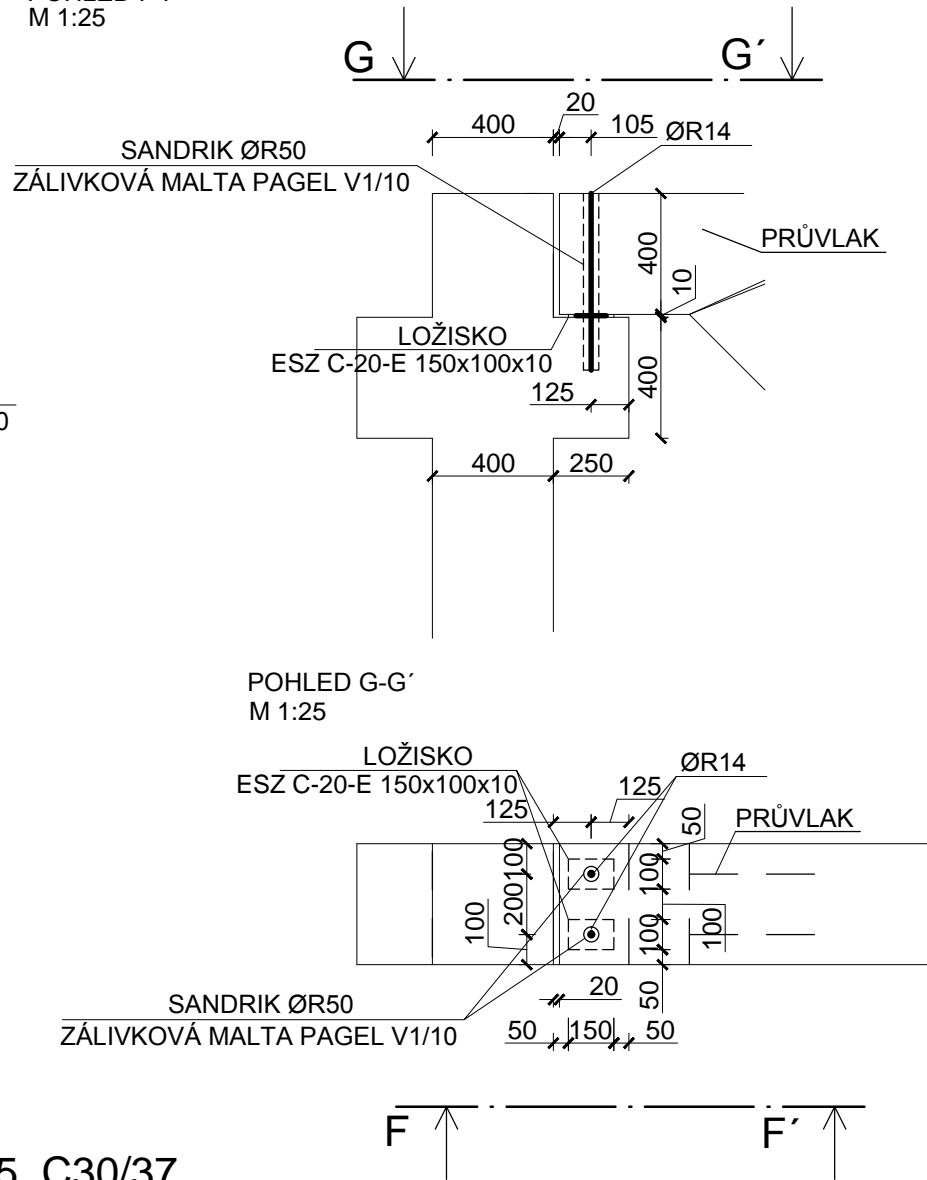 M 1:25
G
G´
20
400
105
ØR14
SANDRIK ØR50
ZÁLIVKOVÁ MALTA PAGEL V1/10
PRŮVLAK
400
10
LOŽISKO
ESZ C-20-E 150x100x10
400
125
400
250
POHLED G-G´
M 1:25
LOŽISKO
ESZ C-20-E 150x100x10
ØR14
125
125
50
PRŮVLAK
100
100
200
100
100
100
50
SANDRIK ØR50
ZÁLIVKOVÁ MALTA PAGEL V1/10
20
50
150
50
F
F´
C30/37